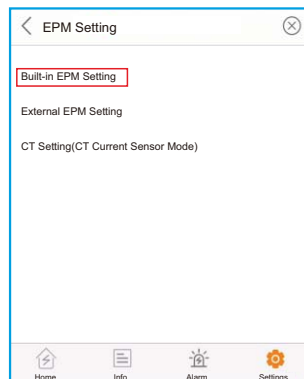 EPM Setting
Built-in EPM Setting
External EPM Setting
CT Setting(CT Current Sensor Mode)
Home Info Alarm Settings